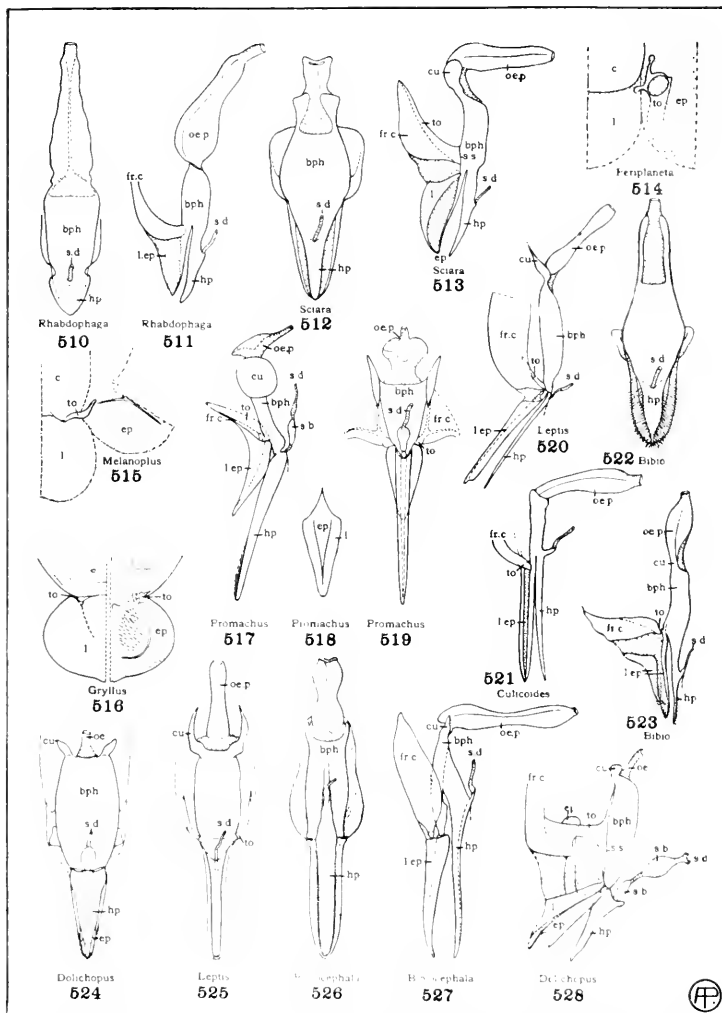 bph
s.d
hp
Rhabdophaga
510
oe.p
fr.c
bph
s d
l.ep
hp
Rhabdophaga
511
bph
s.d
hp
Sciara
512
oe.p
cu
to
fr.c
bph
s s
s d
l
hp
ep
Sciara
513
c
to
ep
l
Periplaneta
514
c
to
ep
l
Melanoplus
515
c
to
to
ep
l
Gryllus
516
oe.p
cu
s.d
bph
to
fr c
s b
l ep
hp
Promachus
517
ep
l
Promachus
518
oe.p
bph
s.d
fr.c
to
Promachus
519
cu
oe.p
fr.c
bph
to
s d
Leptis
l ep
hp
520
oe.p
fr.c
to
hp
l ep
521
Culicoides
s d
hp
522 Bibio
oe.p
cu
bph
to
fr.c
s.d
l ep
hp
523
Bibio
oe
cu
bph
s.d
hp
ep
Dolichopus
524
oe.p
cu
s d
to
Leptis
525
bph
hp
526
cu
oe.p
bph
fr c
s.d
hp
l ep
527
cu
oe
fr.c
to
bph
s s
s b
s d
s b
ep
hp
Dolichopus
528